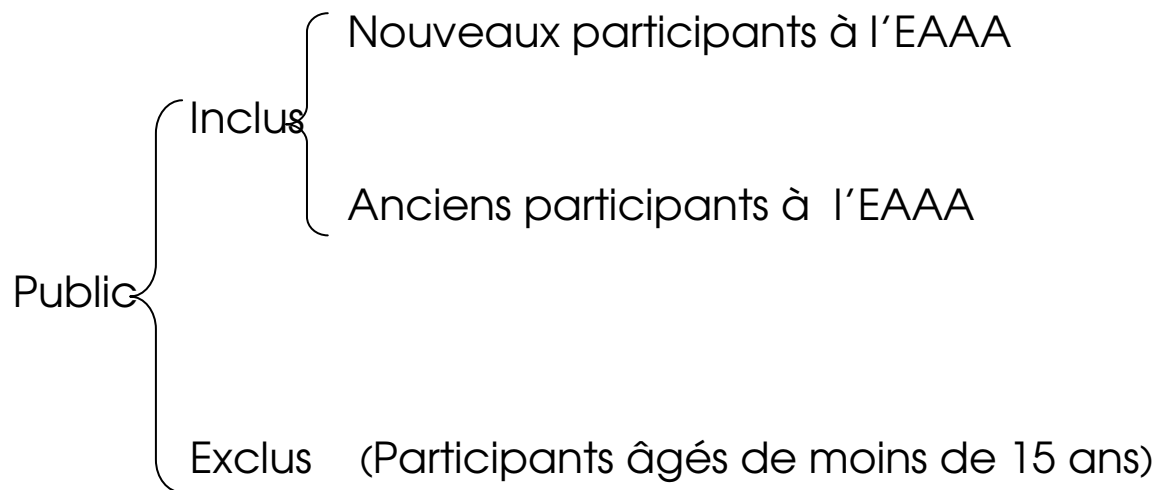 Nouveaux participants à l'EAAA
Inclus
Anciens participants à l'EAAA
Public
Exclus (Participants âgés de moins de 15 ans)